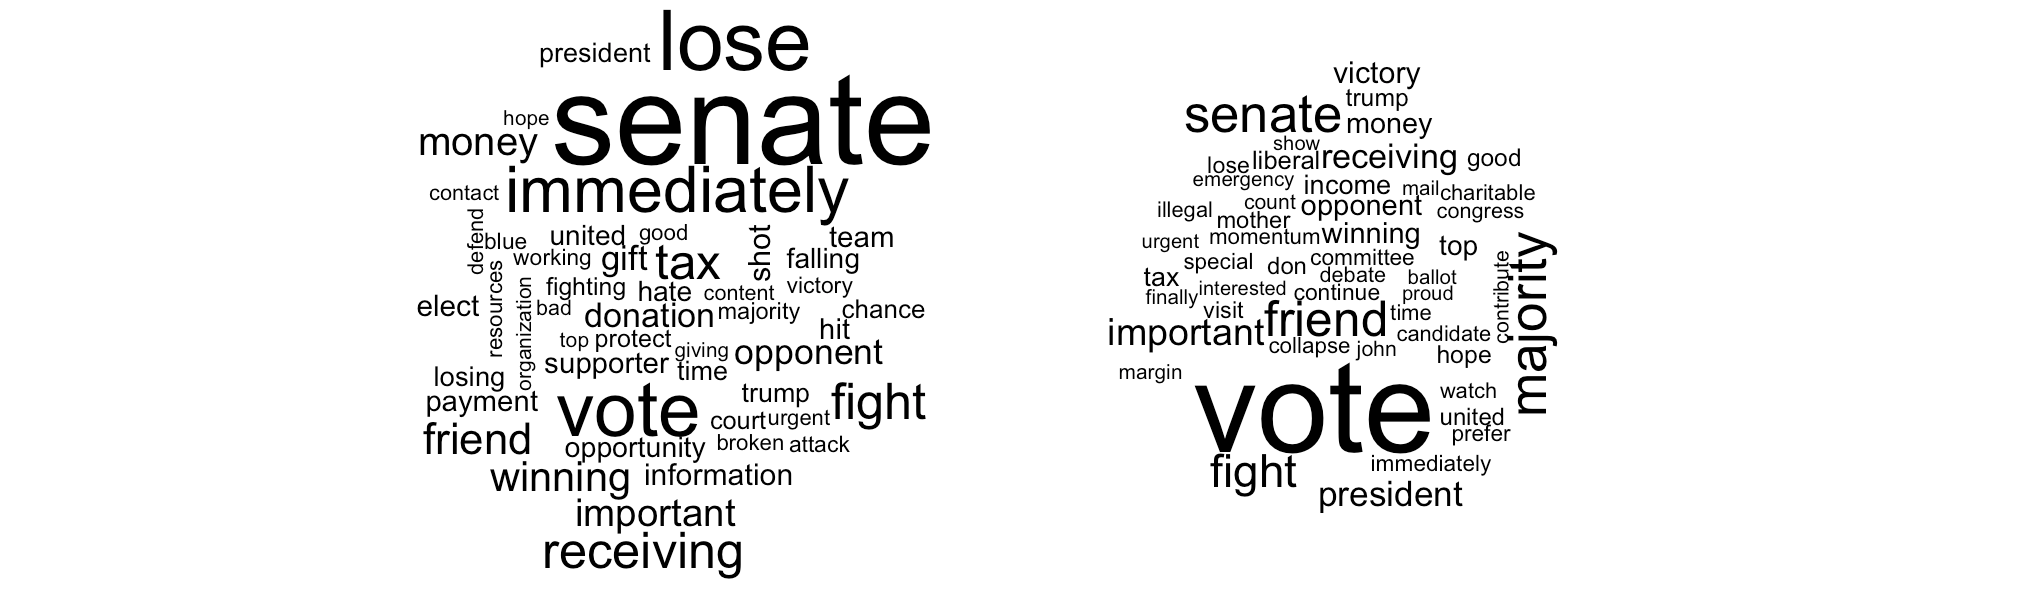 president lose
senate
hope
money
immediately
contact
defend
blue
united good
shot
team
working gift tax falling
resources
organization
fighting hate content victory
elect
bad donation majority chance
hit
top protect giving opponent
supporter time
losing
payment
vote
trump fight
court urgent
friend
opportunity broken attack
winning information
important
receiving
victory
trump
senate money
show
lose liberal receiving good
emergency income mail charitable
illegal count opponent congress
mother
urgent momentum winning top
special don committee
tax debate ballot
finally interested continue proud
contribute
majority
visit friend time
important candidate
collapse john hope
margin
vote
watch
united
prefer
fight immediately
president